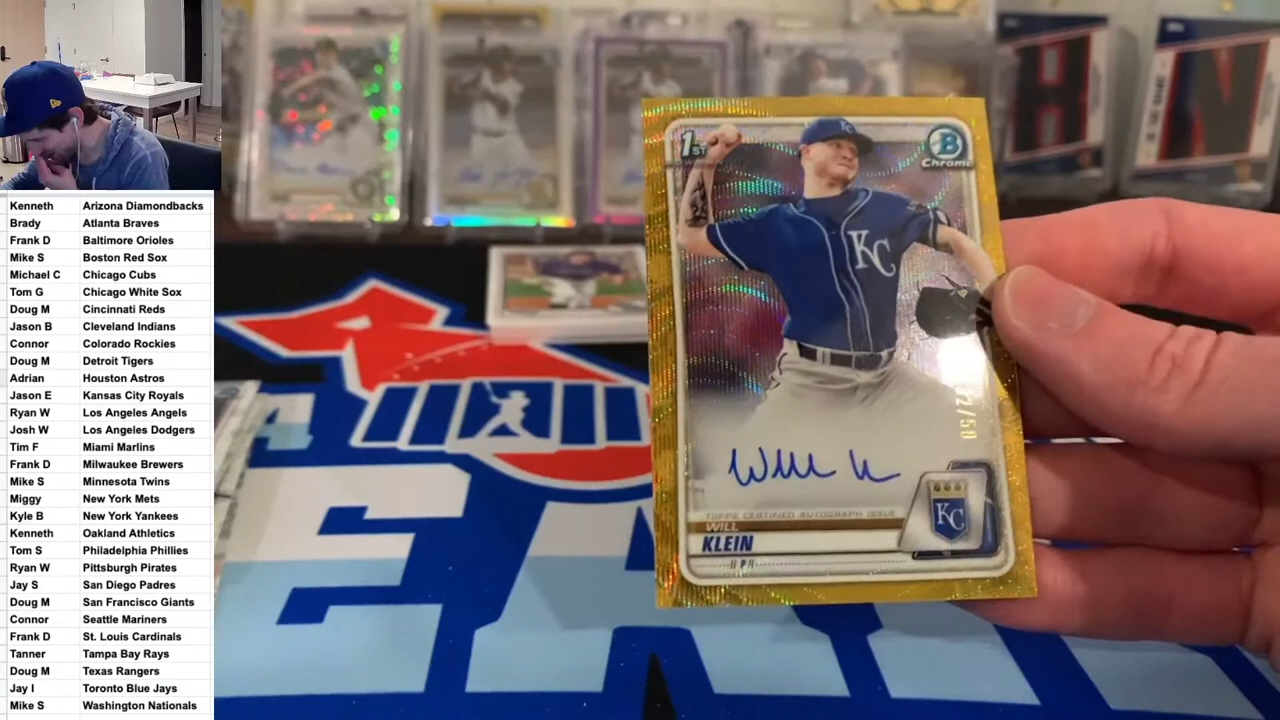 Kenneth Arizona Diamondbacks
Brady Atlanta Braves
Frank D Baltimore Orioles
Mike S Boston Red Sox
Michael C Chicago Cubs
Tom G Chicago White Sox
Doug M Cincinnati Reds
Jason B Cleveland Indians
Connor Colorado Rockies
Doug M Detroit Tigers
Adrian Houston Astros
Jason E Kansas City Royals
Ryan W Los Angeles Angels
Josh W Los Angeles Dodgers
Tim F Miami Marlins
Frank D Milwaukee Brewers
Mike S Minnesota Twins
Miggy New York Mets
Kyle B New York Yankees
Kenneth Oakland Athletics
Tom S Philadelphia Phillies
Ryan W Pittsburgh Pirates
Jay S San Diego Padres
Doug M San Francisco Giants
Connor Seattle Mariners
Frank D St. Louis Cardinals
Tanner Tampa Bay Rays
Doug M Texas Rangers
Jay I Toronto Blue Jays
Mike S Washington Nationals
1ST
B
Chrome
KC
KC
TOPPS CERTIFIED AUTOGRAPH ISSUE
WILL
KLEIN
KC